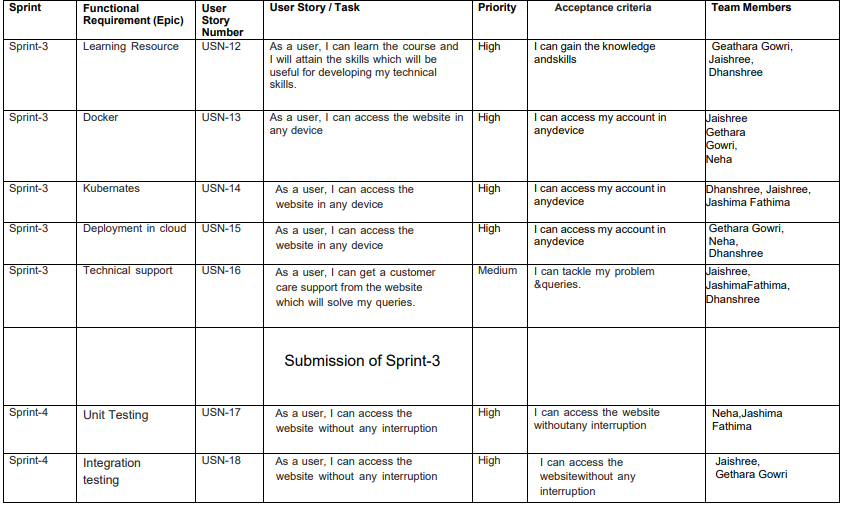 Sprint Functional Requirement (Epic) User Story Number User Story / Task Priority Acceptance criteria Team Members
Sprint-3 Learning Resource USN-12 As a user, I can learn the course and High I can gain the knowledge Geathara Gowri,
I will attain the skills which will be andskills Jaishree,
useful for developing my technical Dhanshree
skills.
Sprint-3 Docker USN-13 As a user, I can access the website in High I can access my account in Jaishree
any device anydevice Gethara
Gowri,
Neha
Sprint-3 Kubernates USN-14 As a user, I can access the High I can access my account in Dhanshree, Jaishree,
website in any device anydevice Jashima Fathima
Sprint-3 Deployment in cloud USN-15 As a user, I can access the High I can access my account in Gethara Gowri,
website in any device anydevice Neha,
Dhanshree
Sprint-3 Technical support USN-16 As a user, I can get a customer Medium I can tackle my problem Jaishree,
care support from the website &queries. JashimaFathima,
which will solve my queries. Dhanshree
Submission of Sprint-3
Sprint-4 Unit Testing USN-17 As a user, I can access the High I can access the website Neha,Jashima
website without any interruption withoutany interruption Fathima
Sprint-4 Integration USN-18 As a user, I can access the High I can access the Jaishree,
testing website without any interruption websitewithout any Gethara Gowri
interruption